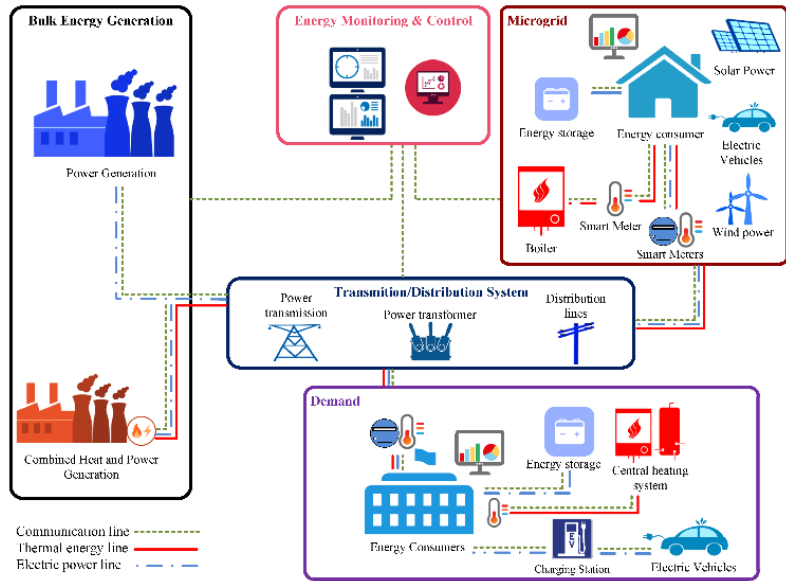 Bulk Energy Generation
Power Generation
Combined Heat and Power
Generation
Energy Monitoring & Control
Microgrid
Solar Power
Energy storage
Energy consumer
Electric
Vehicles
Boiler
Smart Meter
Smart Meters
Wind power
Transmition/Distribution System
Power
transmission
Power transformer
Distribution
lines
Demand
Energy storage
Central heating
system
Energy Consumers
EV
Charging Station
Electric Vehicles
Communication line
Thermal energy line
Electric power line